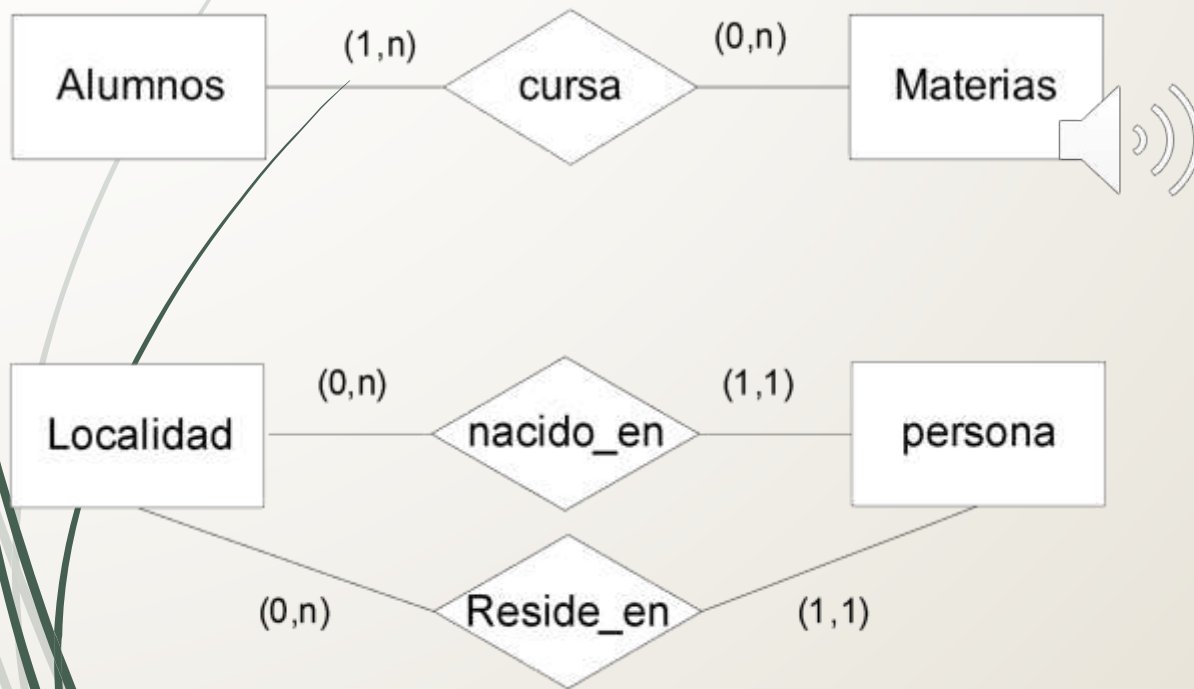 (1,n)
(0,n)
Alumnos
cursa
Materias
(0,n)
(1,1)
Localidad
nacido_en
persona
(0,n)
Reside_en
(1,1)